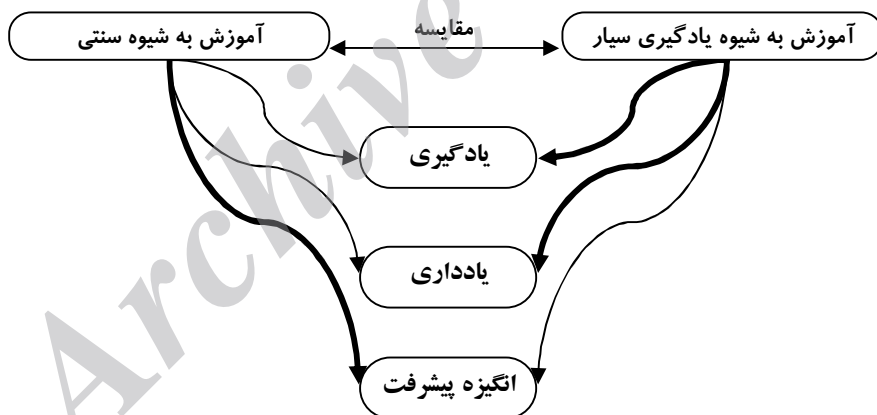 آموزش به شیوه یادگیری سیار
مقایسه
آموزش به شیوه سنتی
یادگیری
یادداری
انگیزه پیشرفت
Archive